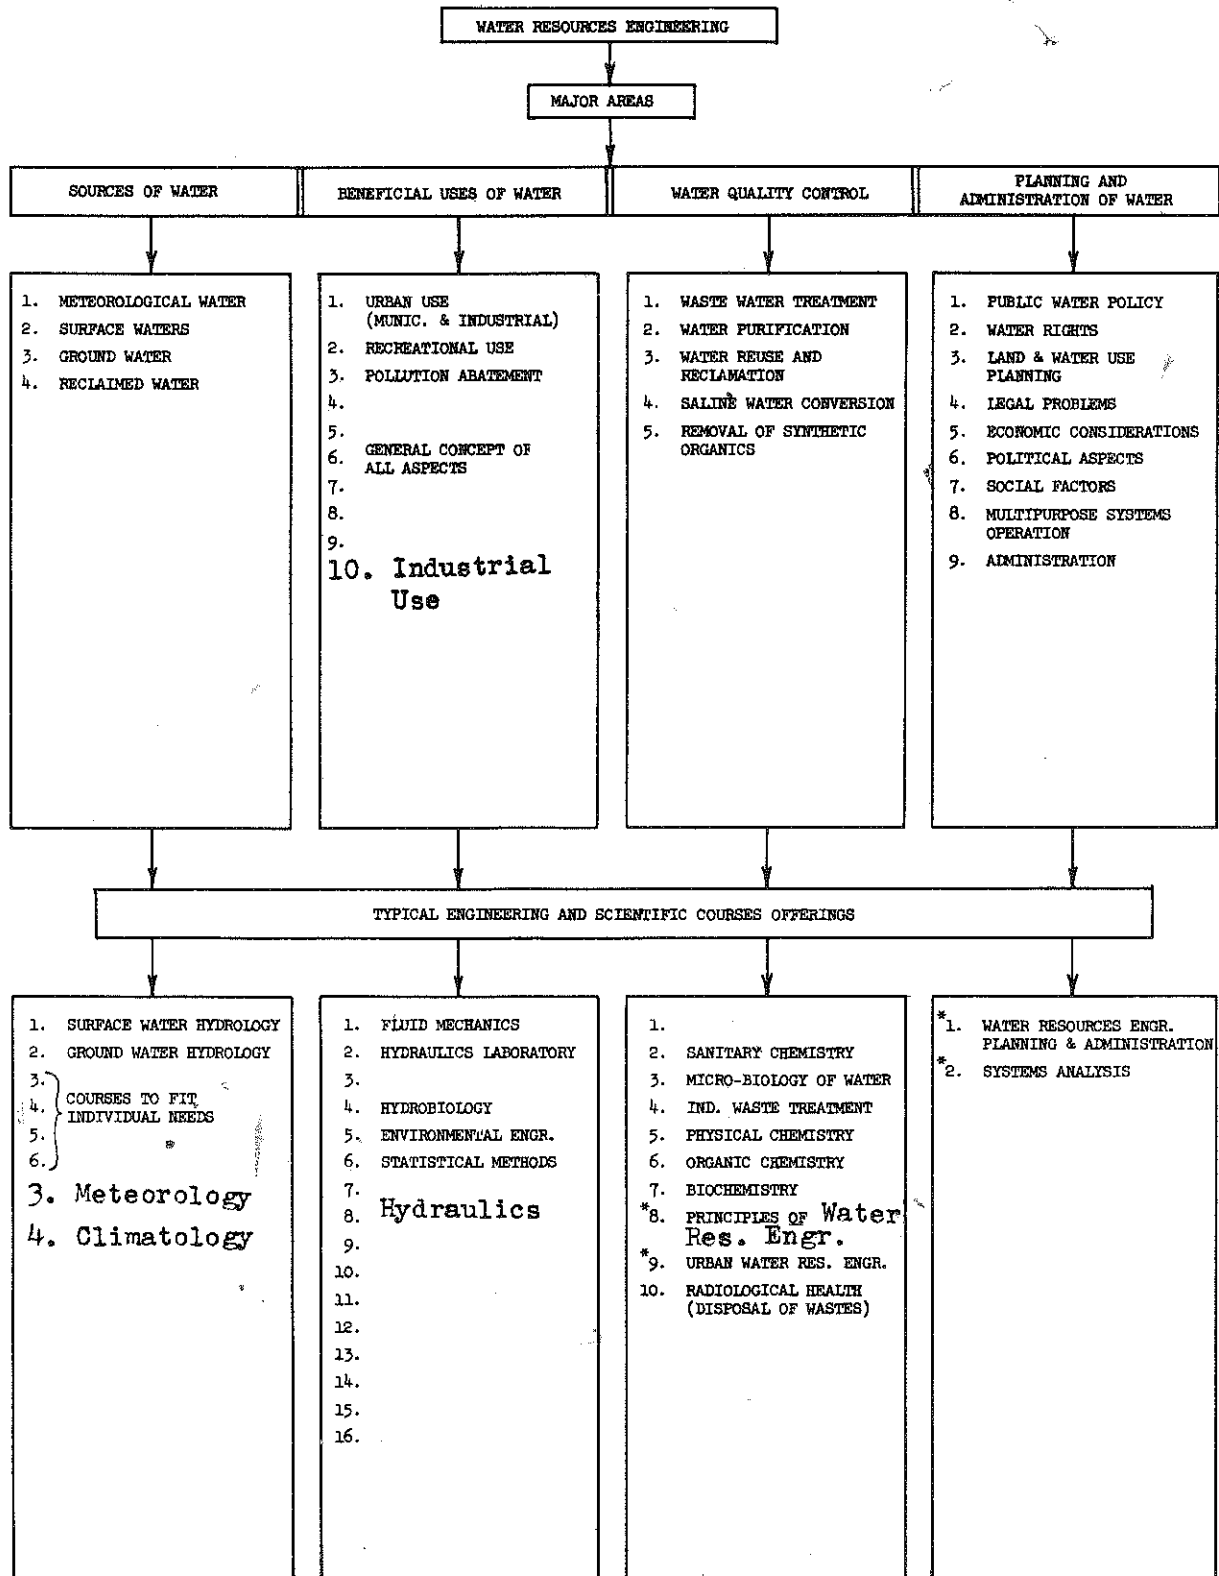 WATER RESOURCES ENGINEERING
MAJOR AREAS
SOURCES OF WATER
BENEFICIAL USES OF WATER
WATER QUALITY CONTROL
PLANNING AND
ADMINISTRATION OF WATER
1. METEOROLOGICAL WATER
2. SURFACE WATERS
3. GROUND WATER
4. RECLAIMED WATER
1. URBAN USE
(MUNIC. & INDUSTRIAL)
2. RECREATIONAL USE
3. POLLUTION ABATEMENT
4.
5.
6. GENERAL CONCEPT OF
ALL ASPECTS
7.
8.
9.
10. Industrial
Use
1. WASTE WATER TREATMENT
2. WATER PURIFICATION
3. WATER REUSE AND
RECLAMATION
4. SALINE WATER CONVERSION
5. REMOVAL OF SYNTHETIC
ORGANICS
1. PUBLIC WATER POLICY
2. WATER RIGHTS
3. LAND & WATER USE
PLANNING
4. LEGAL PROBLEMS
5. ECONOMIC CONSIDERATIONS
6. POLITICAL ASPECTS
7. SOCIAL FACTORS
8. MULTIPURPOSE SYSTEMS
OPERATION
9. ADMINISTRATION
TYPICAL ENGINEERING AND SCIENTIFIC COURSES OFFERINGS
1. SURFACE WATER HYDROLOGY
2. GROUND WATER HYDROLOGY
3.
4. COURSES TO FIT
INDIVIDUAL NEEDS
5.
6.
3. Meteorology
4. Climatology
1. FLUID MECHANICS
2. HYDRAULICS LABORATORY
3.
4. HYDROBIOLOGY
5. ENVIRONMENTAL ENGR.
6. STATISTICAL METHODS
7.
8. Hydraulics
9.
10.
11.
12.
13.
14.
15.
16.
1.
2. SANITARY CHEMISTRY
3. MICRO-BIOLOGY OF WATER
4. IND. WASTE TREATMENT
5. PHYSICAL CHEMISTRY
6. ORGANIC CHEMISTRY
7. BIOCHEMISTRY
*8. PRINCIPLES OF Water
Res. Engr.
*9. URBAN WATER RES. ENGR.
10. RADIOLOGICAL HEALTH
(DISPOSAL OF WASTES)
*1. WATER RESOURCES ENGR.
PLANNING & ADMINISTRATION
*2. SYSTEMS ANALYSIS